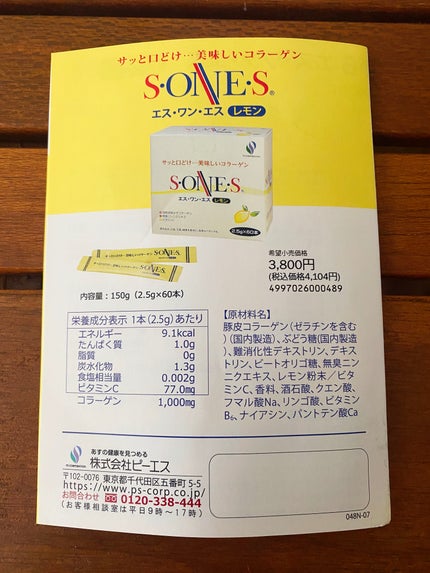 サッと口どけ…美味しいコラーゲン
S·ONE·S®
エス・ワン・エス レモン
サッと口どけ…美味しいコラーゲン
S·ONE·S®
エス・ワン・エス レモン
2.5g×60本
S·ONE·S
希望小売価格
3,800円
(税込価格4,104円)
4997026000489
内容量:150g(2.5g×60本)
栄養成分表示 1本(2.5g)あたり
エネルギー 9.1kcal
たんぱく質 1.0g
脂質 0g
炭水化物 1.3g
食塩相当量 0.002g
ビタミンC 77.0mg
コラーゲン 1,000mg
【原材料名】
豚皮コラーゲン(ゼラチンを含む
)(国内製造)、ぶどう糖(国内製
造)、難消化性デキストリン、デキス
トリン、ビートオリゴ糖、無臭ニン
ニクエキス、レモン粉末/ビタミ
ンC、香料、酒石酸、クエン酸、
フマル酸Na、リンゴ酸、ビタミン
B₆、ナイアシン、パントテン酸Ca
あすの健康を見つめる
株式会社ピーエス
〒102-0076 東京都千代田区五番町5-5
https://www.ps-corp.co.jp/
お問合わせ 0120-338-444
(お客様相談室は平日9時〜17時)
048N-07